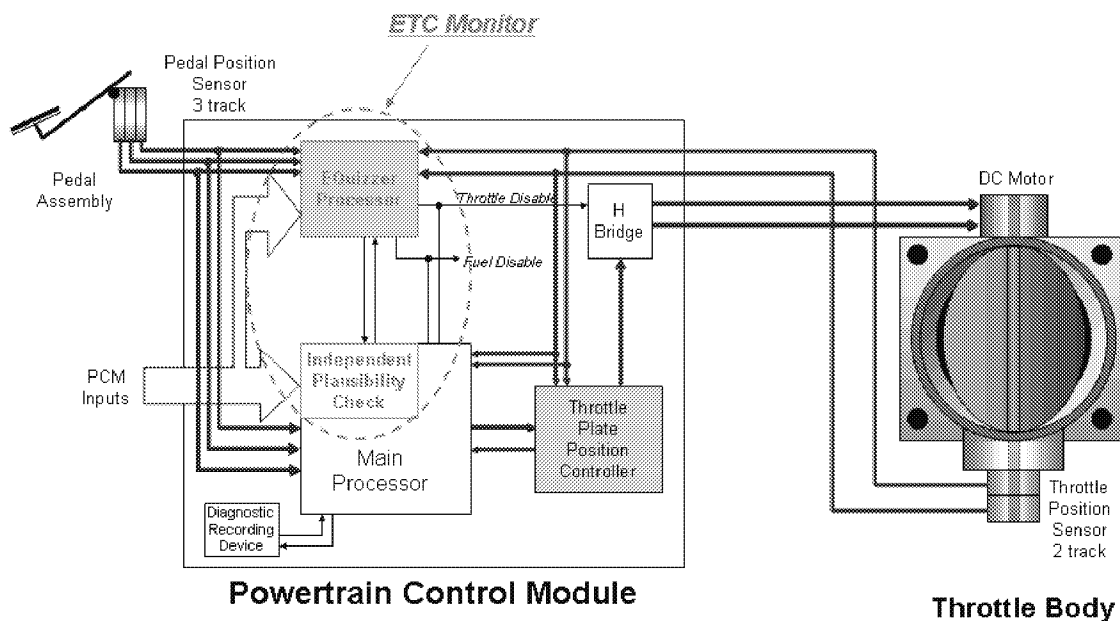 ETC Monitor
Pedal Position
Sensor
3 track
Pedal
Assembly
EQuizzer
Processor
Throttle Disable
H
Bridge
Fuel Disable
DC Motor
PCM
Inputs
Independent
Plausibility
Check
Main
Processor
Throttle
Plate
Position
Controller
Diagnostic
Recording
Device
Throttle
Position
Sensor
2 track
Powertrain Control Module
Throttle Body